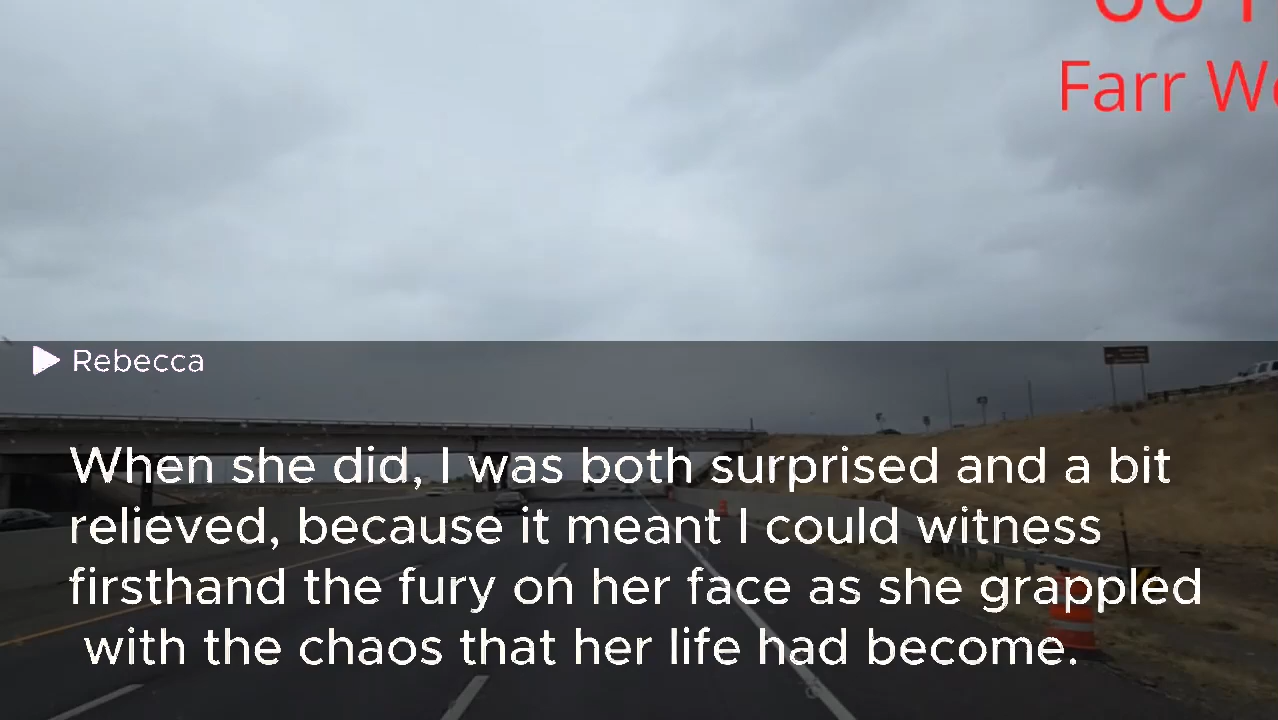 Farr
Rebecca
When she did, I was both surprised and a bit
relieved, because it meant I could witness
firsthand the fury on her face as she grappled
with the chaos that her life had become.